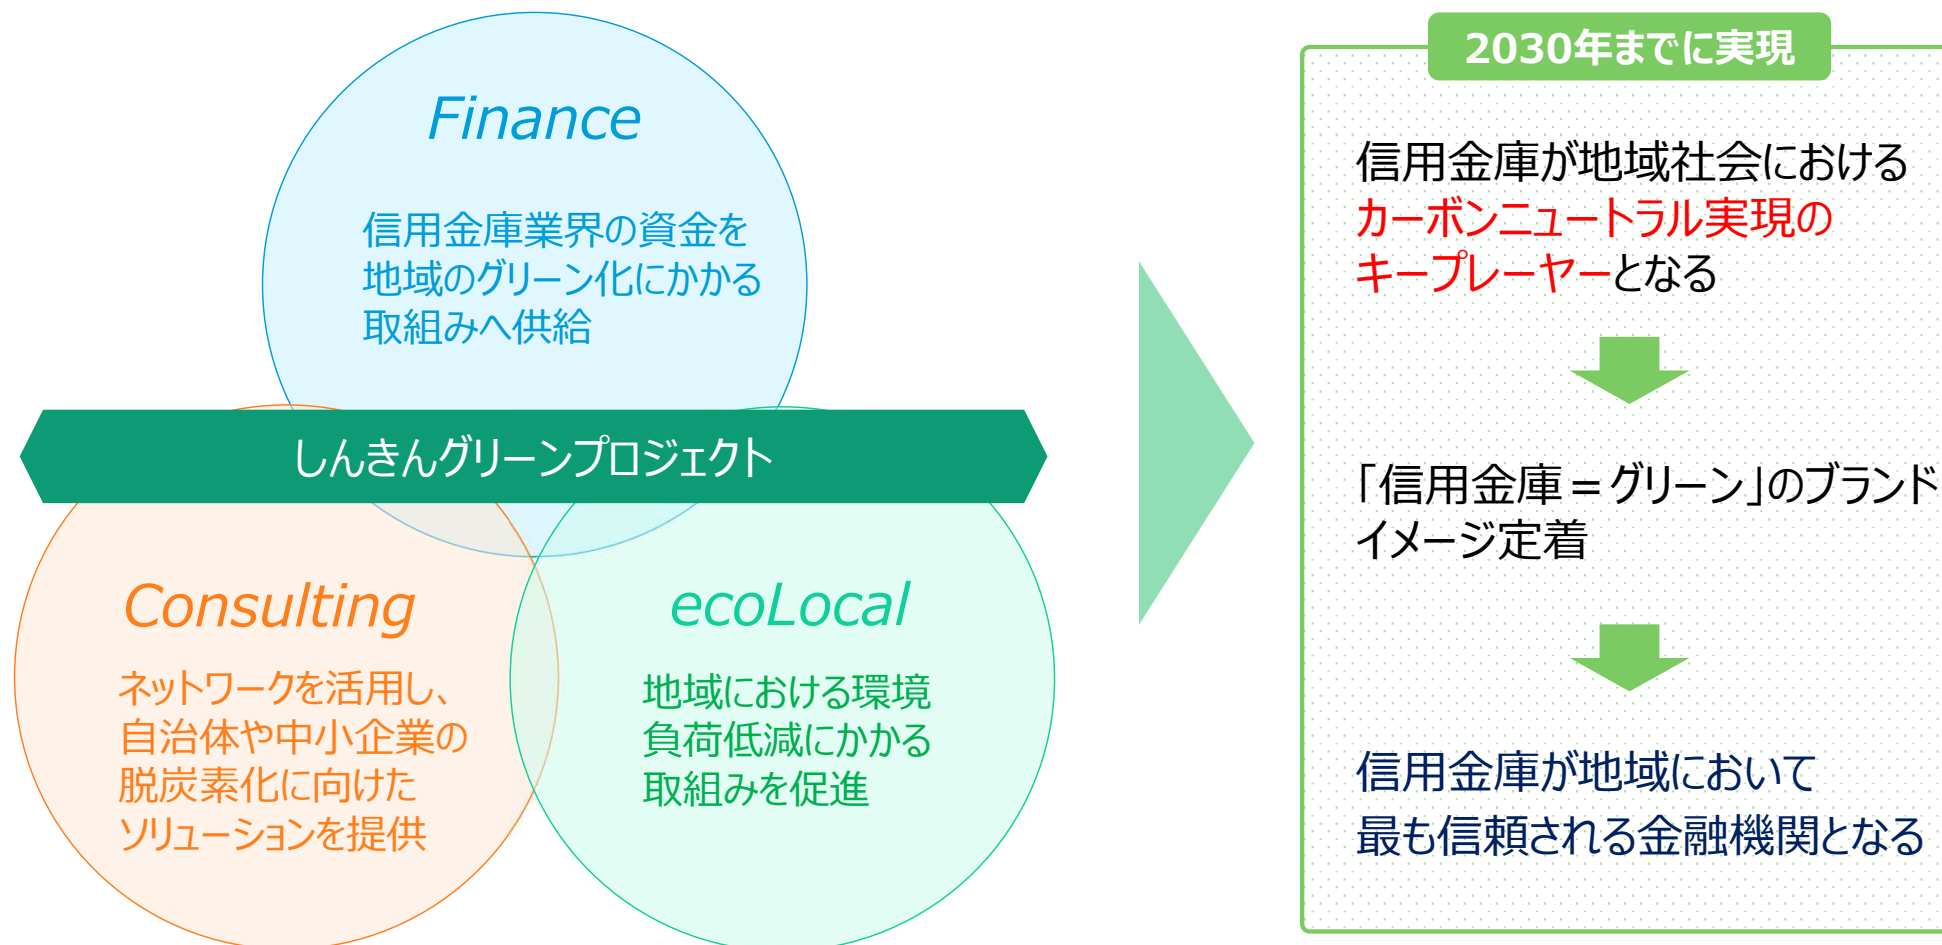 Finance
信用金庫業界の資金を
地域のグリーン化にかかる
取組みへ供給
しんきんグリーンプロジェクト
Consulting
ネットワークを活用し、
自治体や中小企業の
脱炭素化に向けた
ソリューションを提供
ecoLocal
地域における環境
負荷低減にかかる
取組みを促進
2030年までに実現
信用金庫が地域社会における
カーボンニュートラル実現の
キープレーヤーとなる
「信用金庫=グリーン」のブランド
イメージ定着
信用金庫が地域において
最も信頼される金融機関となる